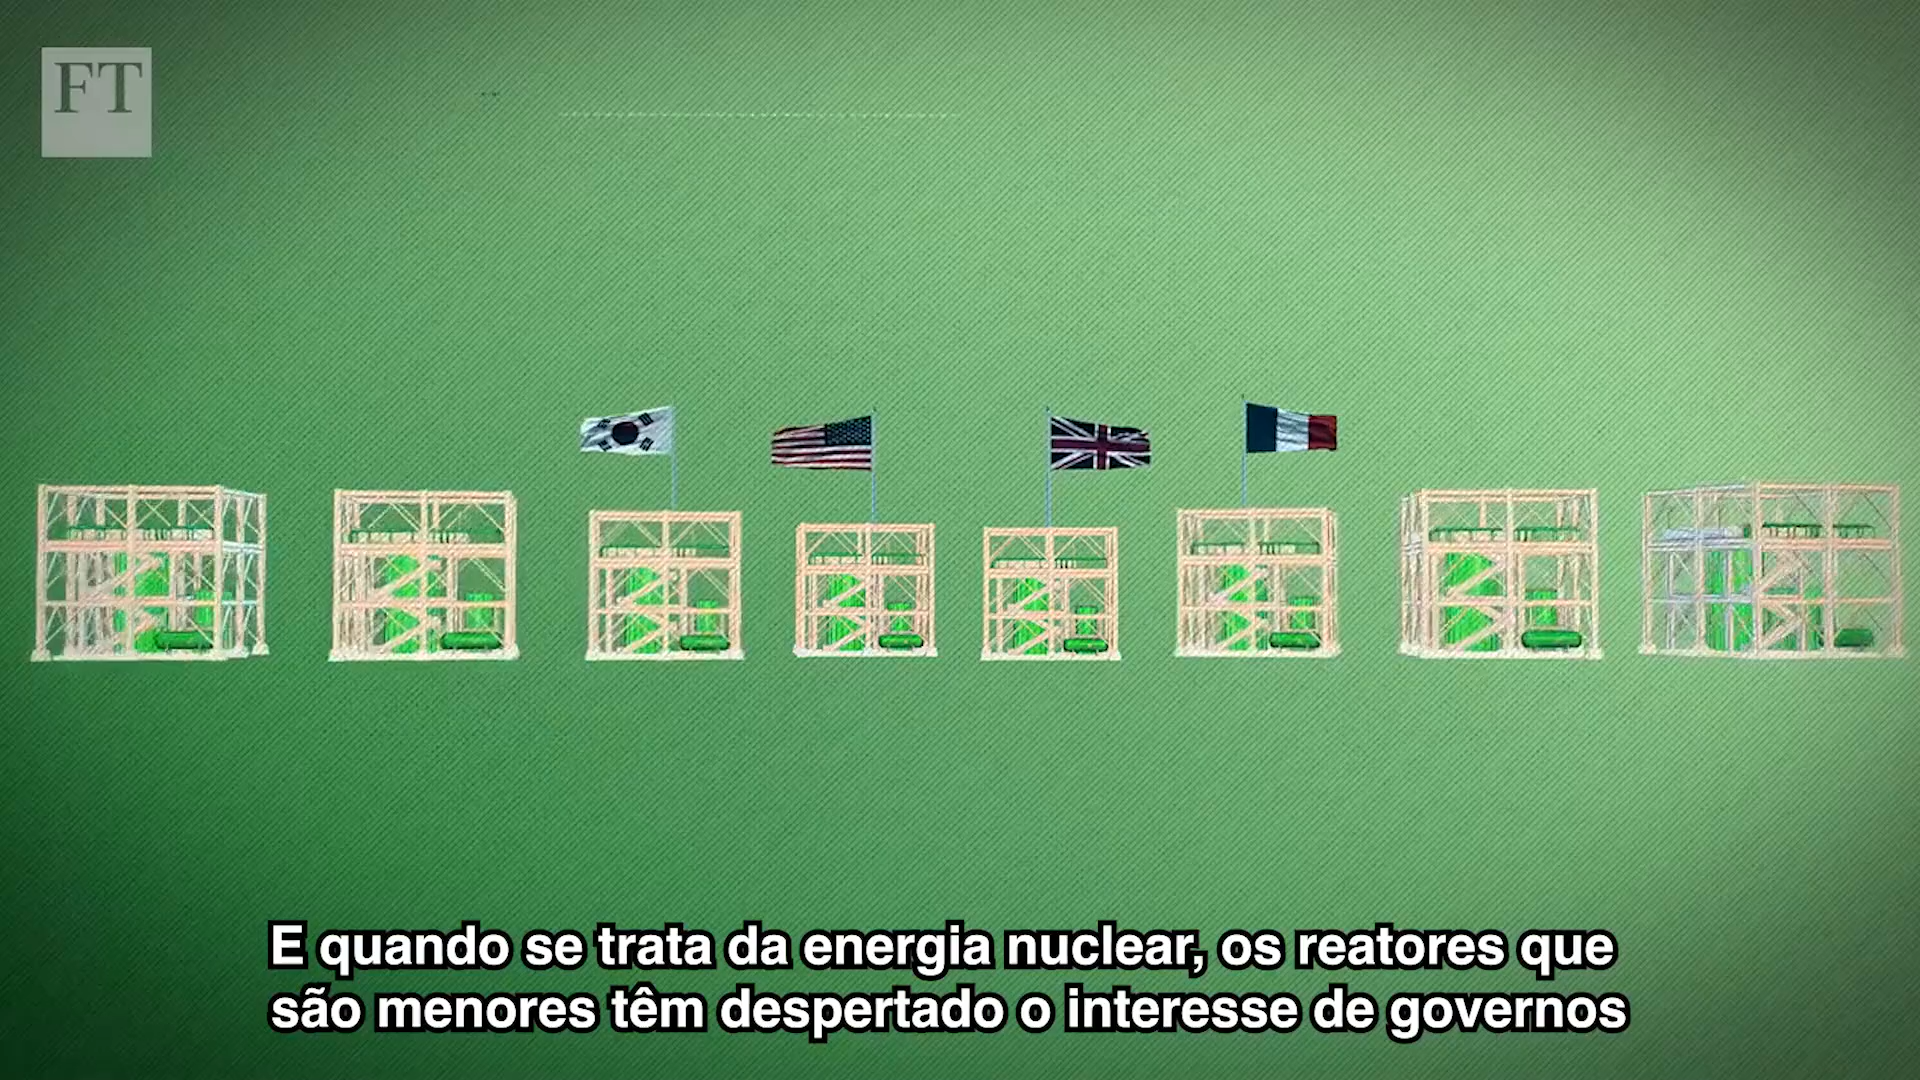 FT
E quando se trata da energia nuclear, os reatores que
são menores têm despertado o interesse de governos